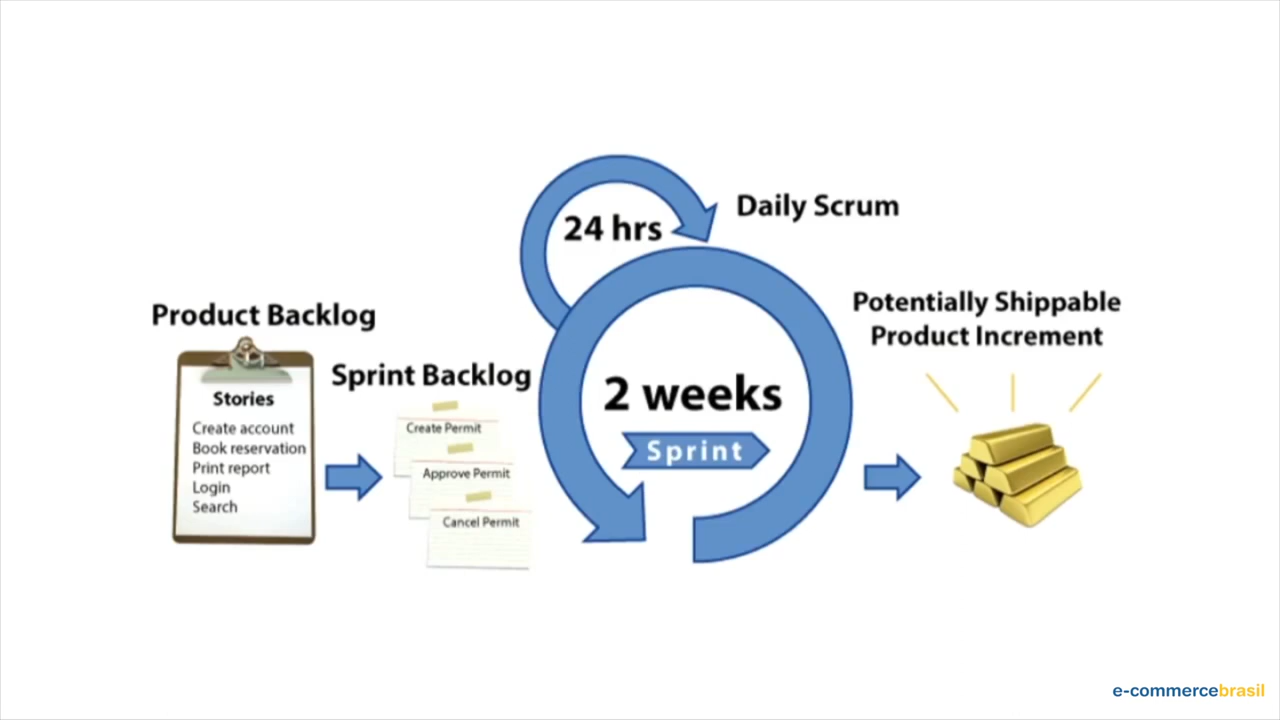 Product Backlog
Stories
Create account
Book reservation
Print report
Login
Search
Sprint Backlog
Create Permit
Approve Permit
Cancel Permit
24 hrs
Daily Scrum
2 weeks
Sprint
Potentially Shippable
Product Increment
e-commercebrasil